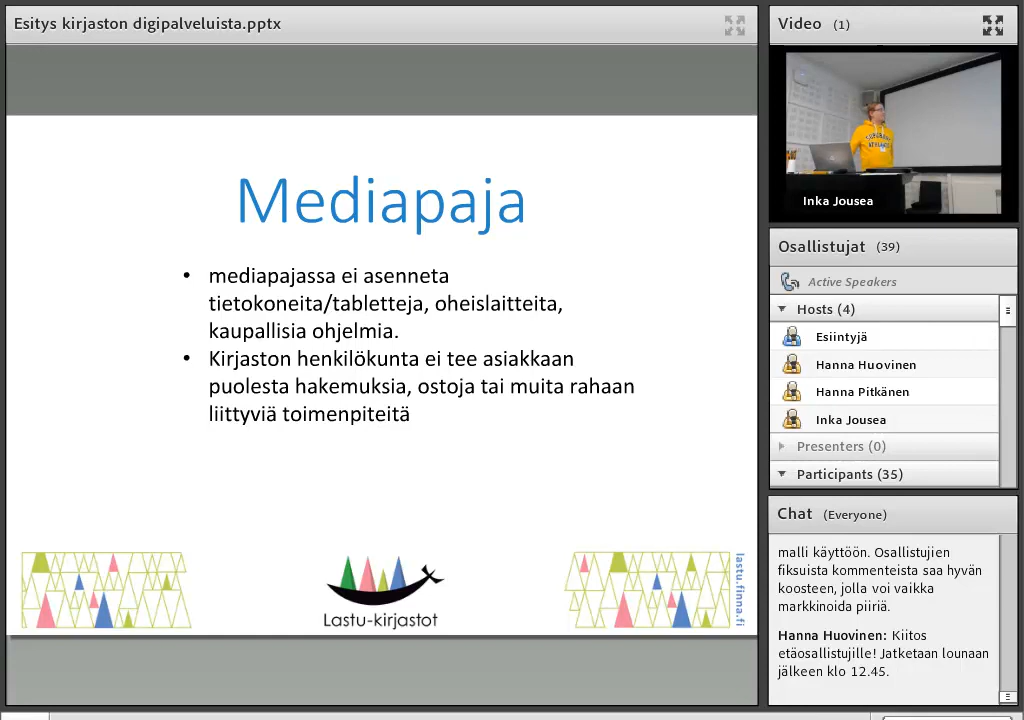 Esitys kirjaston digipalveluista.pptx
Mediapaja
• mediapajassa ei asenneta
tietokoneita/tabletteja, oheislaitteita,
kaupallisia ohjelmia.
• Kirjaston henkilökunta ei tee asiakkaan
puolesta hakemuksia, ostoja tai muita rahaan
liittyviä toimenpiteitä
Lastu-kirjastot
lastu.finna.fi
Video (1)
Inka Jousea
Osallistujat (39)
Active Speakers
Hosts (4)
Esiintyjä
Hanna Huovinen
Hanna Pitkänen
Inka Jousea
Presenters (0)
Participants (35)
Chat (Everyone)
malli käyttöön. Osallistujien
fiksuista kommenteista saa hyvän
koosteen, jolla voi vaikka
markkinoida piiriä.
Hanna Huovinen: Kiitos
etäosallistujille! Jatketaan lounaan
jälkeen klo 12.45.